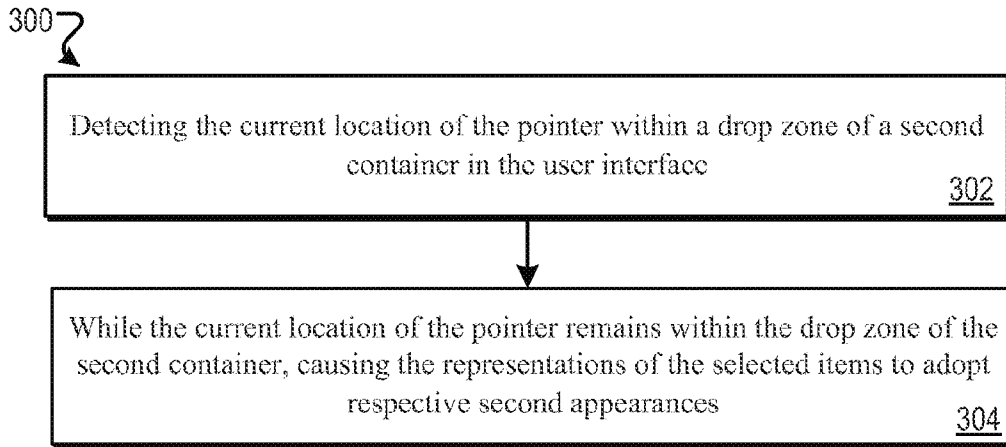 300
Detecting the current location of the pointer within a drop zone of a second
container in the user interface
302
While the current location of the pointer remains within the drop zone of the
second container, causing the representations of the selected items to adopt
respective second appearances
304